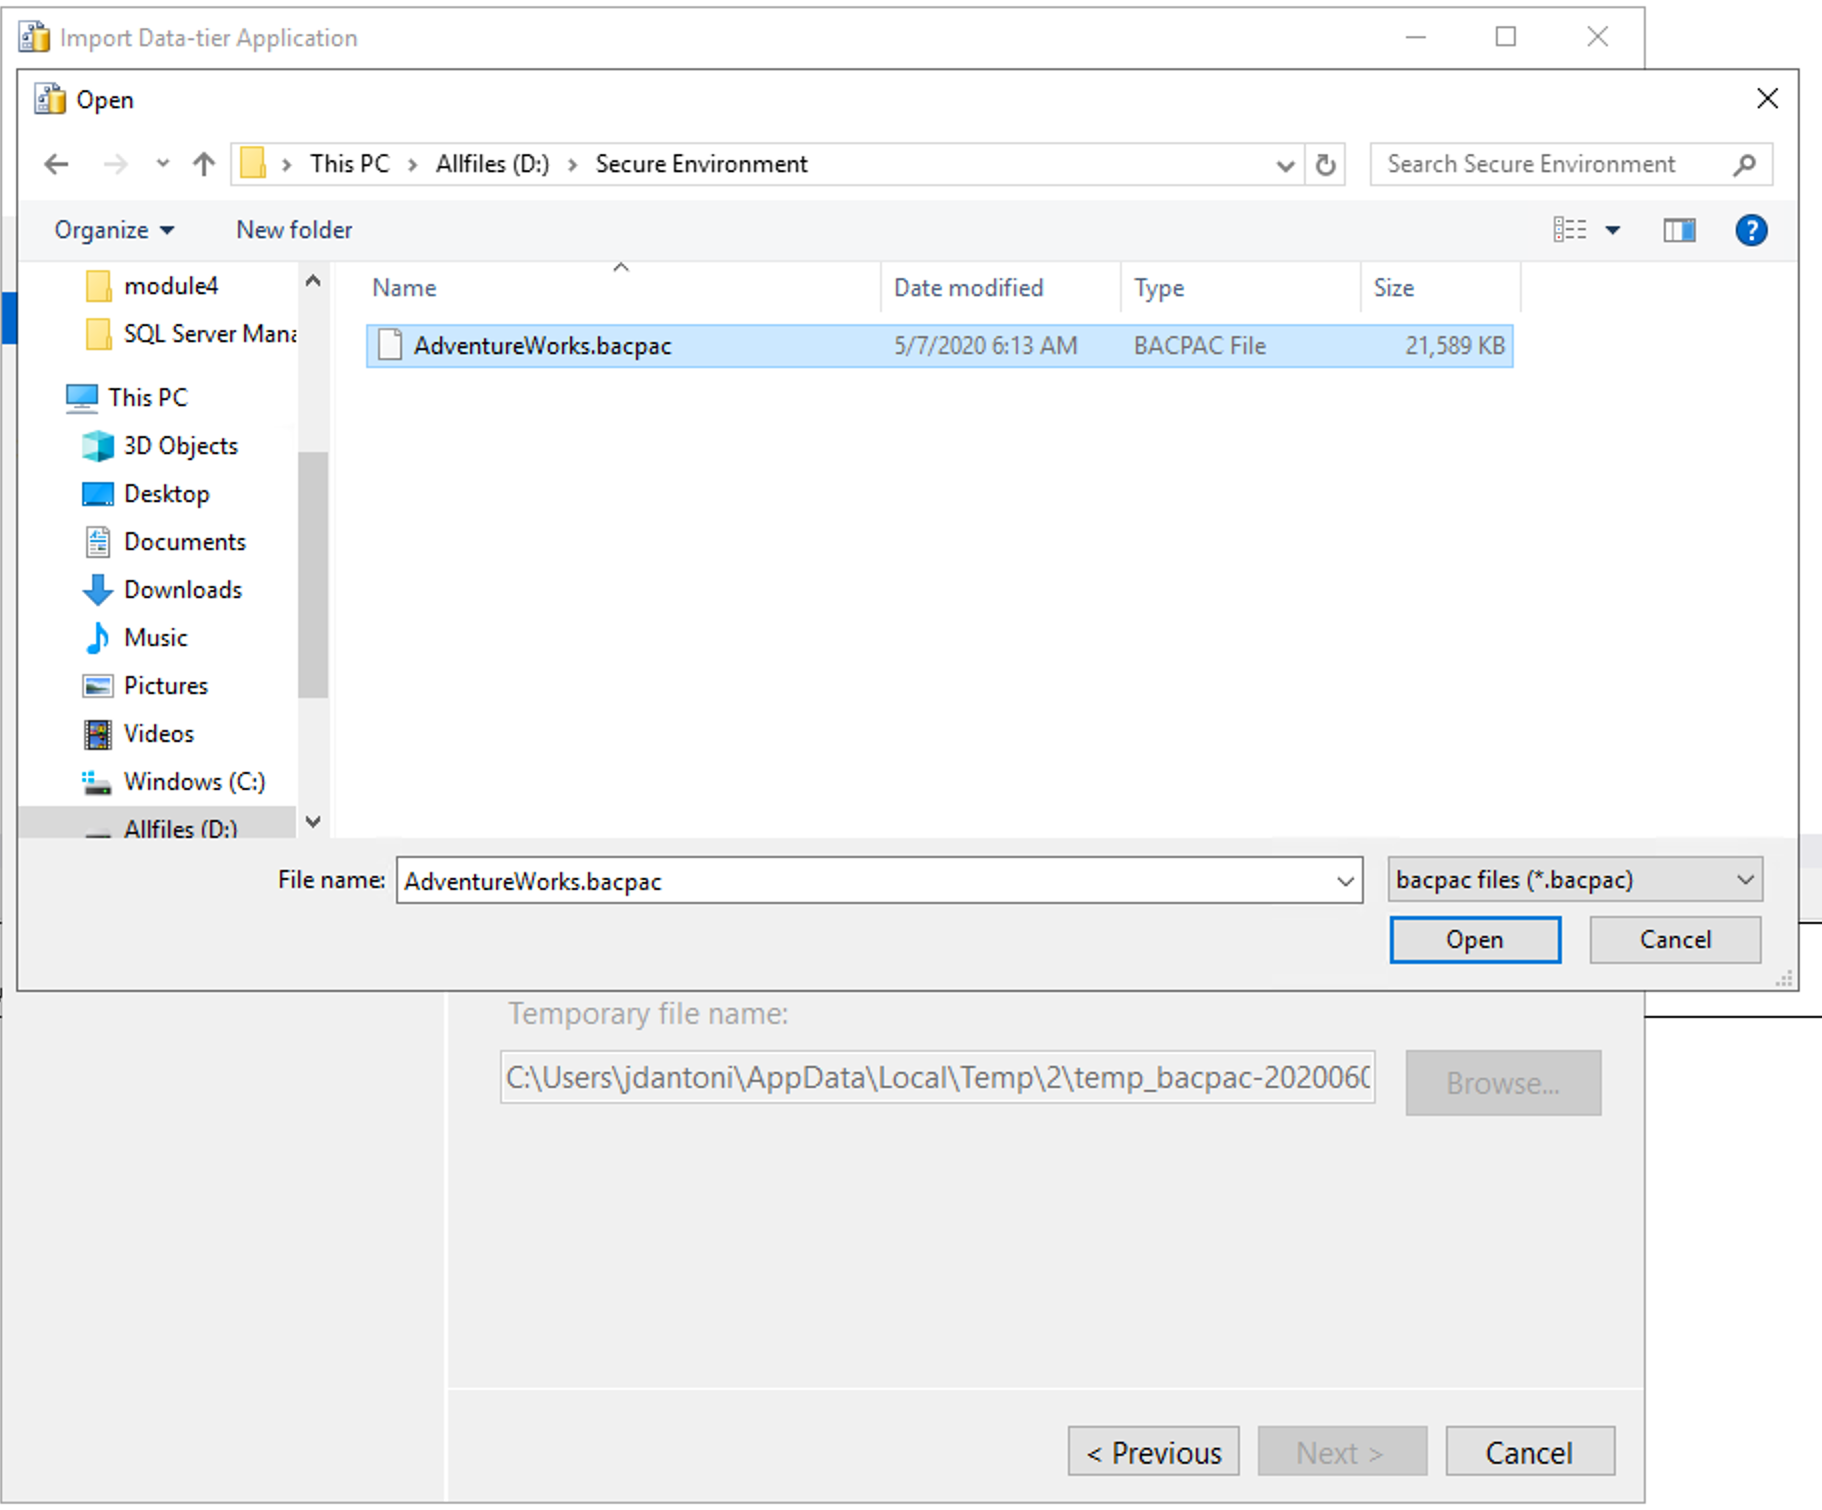 Import Data-tier Application
Open
This PC > Allfiles (D:) > Secure Environment
Search Secure Environment
Organize
New folder
?
Name
Date modified
Type
Size
AdventureWorks.bacpac
5/7/2020 6:13 AM
BACPAC File
21,589 KB
module4
SQL Server Mana
This PC
3D Objects
Desktop
Documents
Downloads
Music
Pictures
Videos
Windows (C:)
Allfiles (D:)
File name:
AdventureWorks.bacpac
bacpac files (*.bacpac)
Open
Cancel
Temporary file name:
C:\Users\jdantoni\AppData\Local\Temp\2\temp_bacpac-2020060
Browse...
< Previous
Next >
Cancel